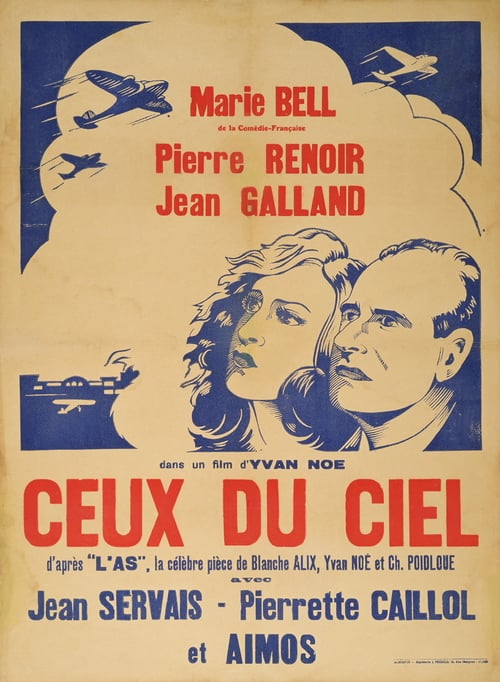 Marie BELL
de la Comédie-Française
Pierre RENOIR
Jean GALLAND
dans un film d'YVAN NOE
CEUX DU CIEL
d'après "L'AS", la célèbre pièce de Blanche ALIX, Yvan NOÉ et Ch. POIDLOUE
avec
Jean SERVAIS - Pierrette CAILLOL
et AIMOS